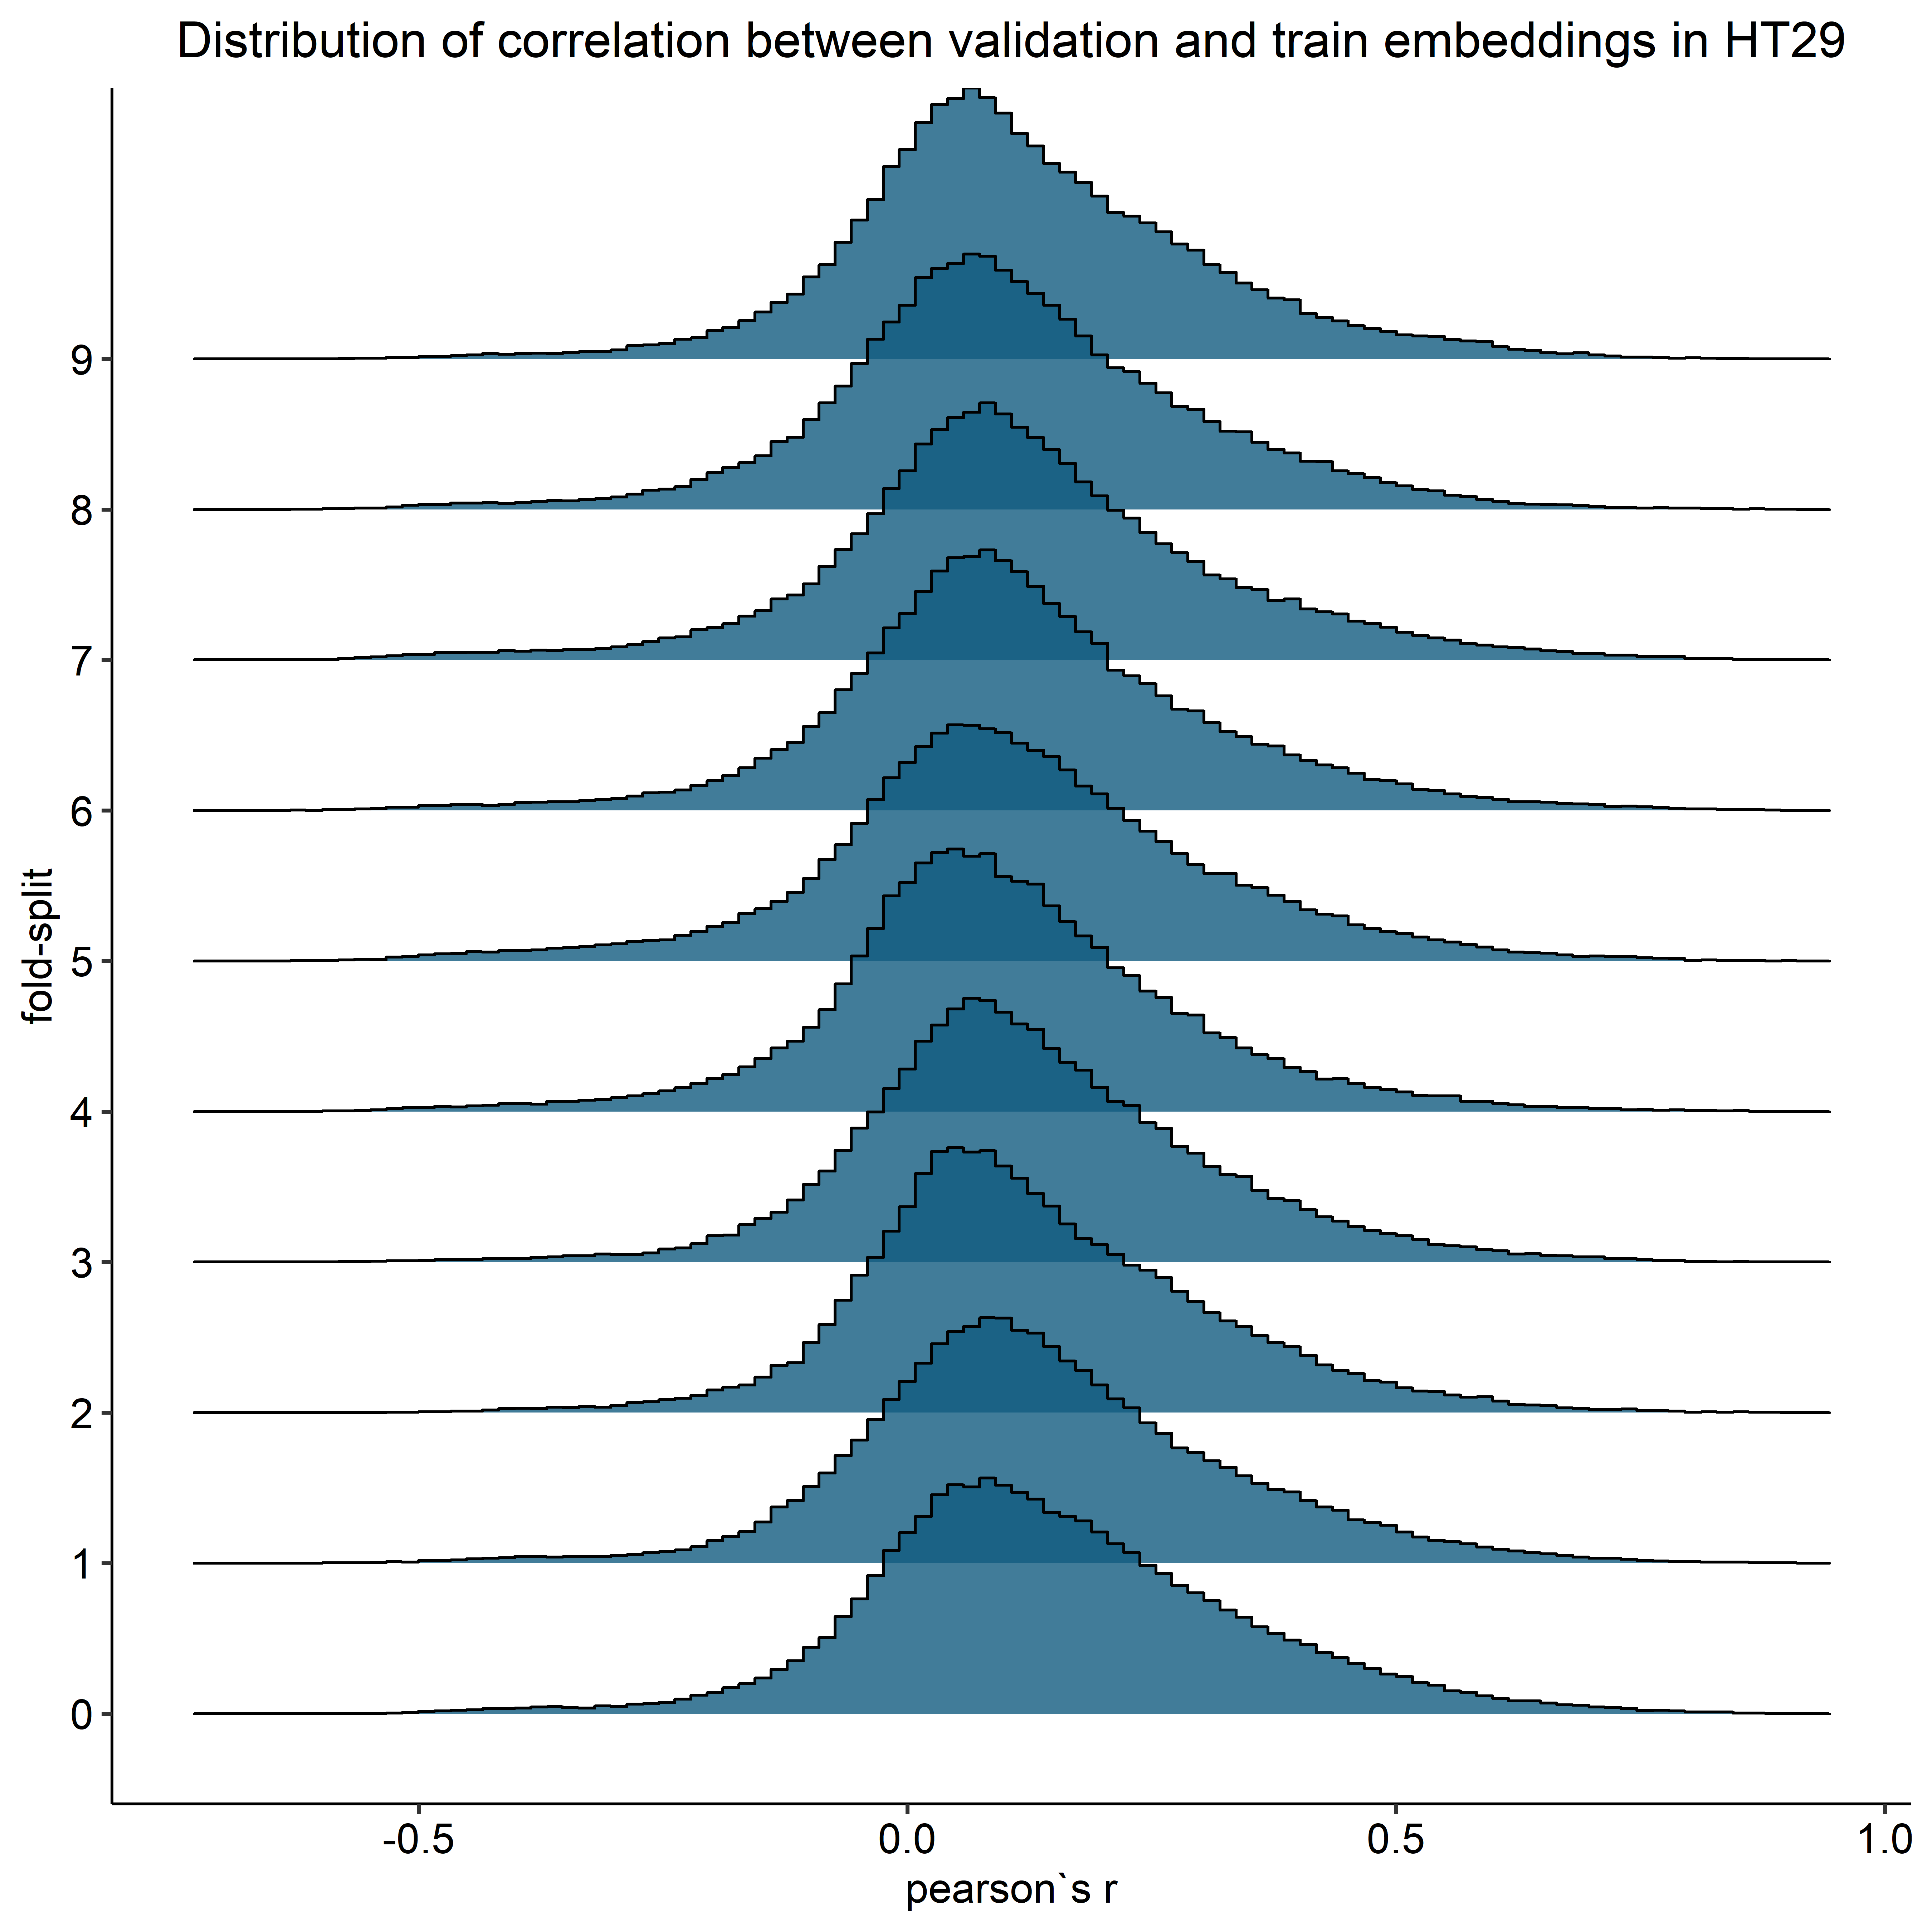 Distribution of correlation between validation and train embeddings in HT29
9
8
7
6
5
4
3
2
1
0
fold-split
-0.5 0.0 0.5 1.0
pearson`s r